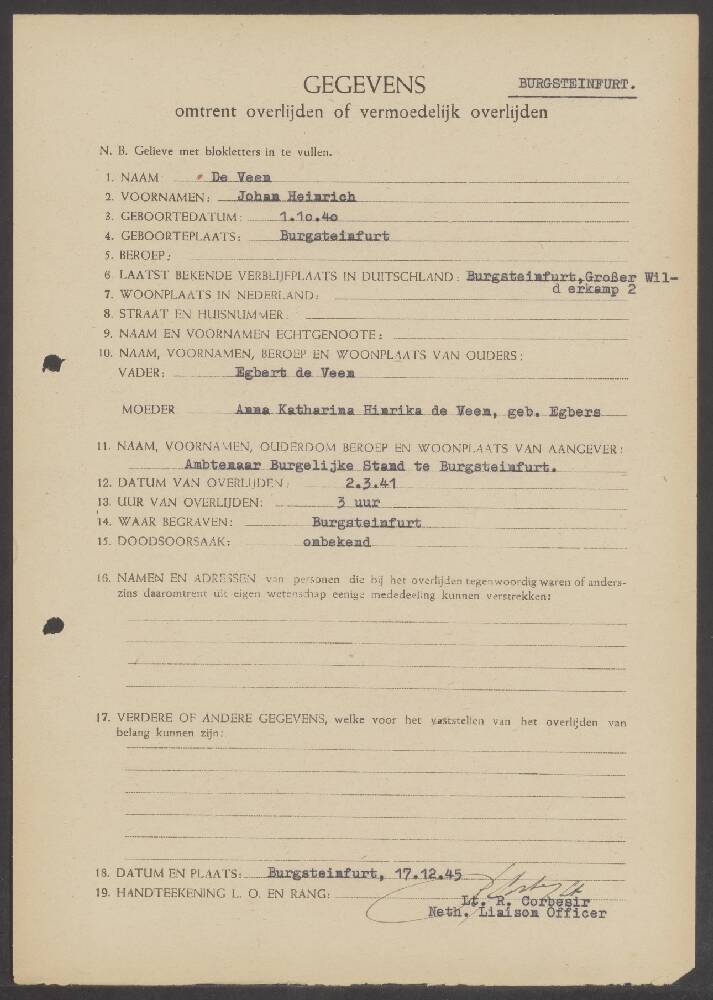 GEGEVENS
BURGSTEINFURT.
omtrent overlijden of vermoedelijk overlijden
N. B. Gelieve met blokletters in te vullen.
1. NAAM De Veen
2. VOORNAMEN: Johan Heinrich
3. GEBOORTEDATUM: 1.10.40
4. GEBOORTEPLAATS: Burgsteinfurt
5. BEROEP:
6 LAATST BEKENDE VERBLIJFPLAATS IN DUITSCHLAND: Burgsteinfurt, Großer Wil-
d erkamp 2
7. WOONPLAATS IN NEDERLAND:
8. STRAAT EN HUISNUMMER:
9. NAAM EN VOORNAMEN ECHTGENOOTE:
10. NAAM, VOORNAMEN, BEROEP EN WOONPLAATS VAN OUDERS:
VADER: Egbert de Veen
MOEDER Anna Katharina Hinrika de Veen, geb. Egbers
11. NAAM, VOORNAMEN, OUDERDOM BEROEP EN WOONPLAATS VAN AANGEVER:
Ambtenaar Burgelijke Stand te Burgsteinfurt.
12. DATUM VAN OVERLIJDEN: 2.3.41
13. UUR VAN OVERLIJDEN: 3 uur
14. WAAR BEGRAVEN: Burgsteinfurt
15. DOODSOORSAAK: onbekend
16. NAMEN EN ADRESSEN van personen die bij het overlijden tegenwoordig waren of anders-
zins daaromtrent uit eigen wetenschap eenige mededeeling kunnen verstrekken:
17. VERDERE OF ANDERE GEGEVENS, welke voor het vaststellen van het overlijden van
belang kunnen zijn:
18. DATUM EN PLAATS: Burgsteinfurt, 17.12.45
19. HANDTEEKENING L. O. EN RANG:
Lt. R. Corbesir
Neth. Liaison Officer